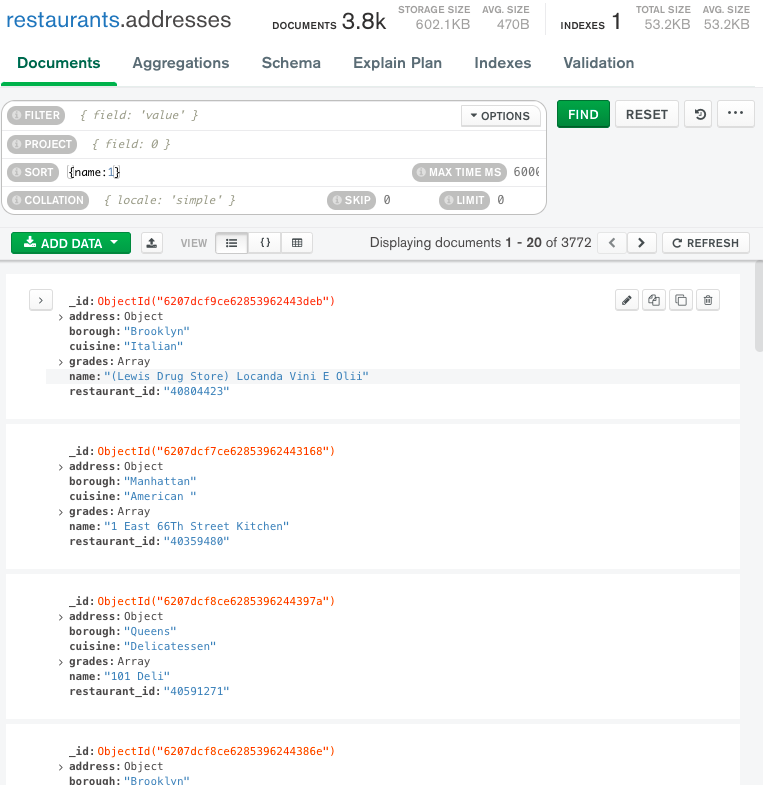 restaurants.addresses
DOCUMENTS 3.8k STORAGE SIZE 602.1KB AVG. SIZE 470B INDEXES 1 TOTAL SIZE 53.2KB AVG. SIZE 53.2KB
Documents Aggregations Schema Explain Plan Indexes Validation
FILTER { field: 'value' } OPTIONS FIND RESET ...
PROJECT { field: 0 }
SORT {name:1} MAX TIME MS 6000
COLLATION { locale: 'simple' } SKIP 0 LIMIT 0
ADD DATA VIEW {} Displaying documents 1 - 20 of 3772 < > REFRESH
_id:ObjectId("6207dcf9ce62853962443deb")
address:Object
borough:"Brooklyn"
cuisine:"Italian"
grades:Array
name:"(Lewis Drug Store) Locanda Vini E Olii"
restaurant_id:"40804423"
_id:ObjectId("6207dcf7ce62853962443168")
address:Object
borough:"Manhattan"
cuisine:"American "
grades:Array
name:"1 East 66Th Street Kitchen"
restaurant_id:"40359480"
_id:ObjectId("6207dcf8ce6285396244397a")
address:Object
borough:"Queens"
cuisine:"Delicatessen"
grades:Array
name:"101 Deli"
restaurant_id:"40591271"
_id:ObjectId("6207dcf8ce6285396244386e")
address:Object
borough:"Brooklyn"